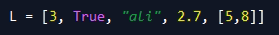 L = [3, True, "ali", 2.7, [5,8]]